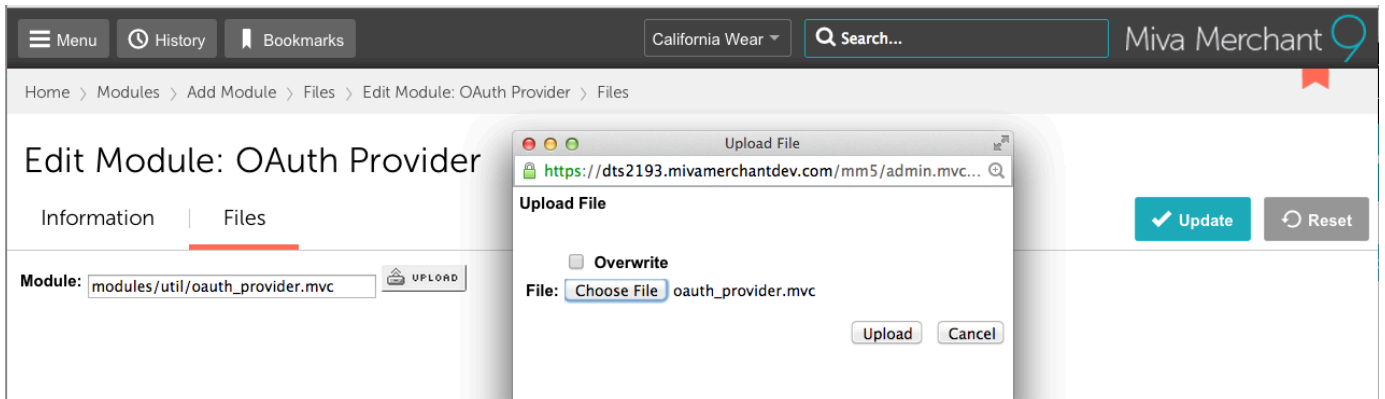 Menu History Bookmarks California Wear Search... Miva Merchant 9
Home > Modules > Add Module > Files > Edit Module: OAuth Provider > Files
Edit Module: OAuth Provider
Information Files
Update Reset
Module: modules/util/oauth_provider.mvc UPLOAD
Upload File
https://dts2193.mivamerchantdev.com/mm5/admin.mvc...
Upload File
Overwrite
File: Choose File oauth_provider.mvc
Upload Cancel